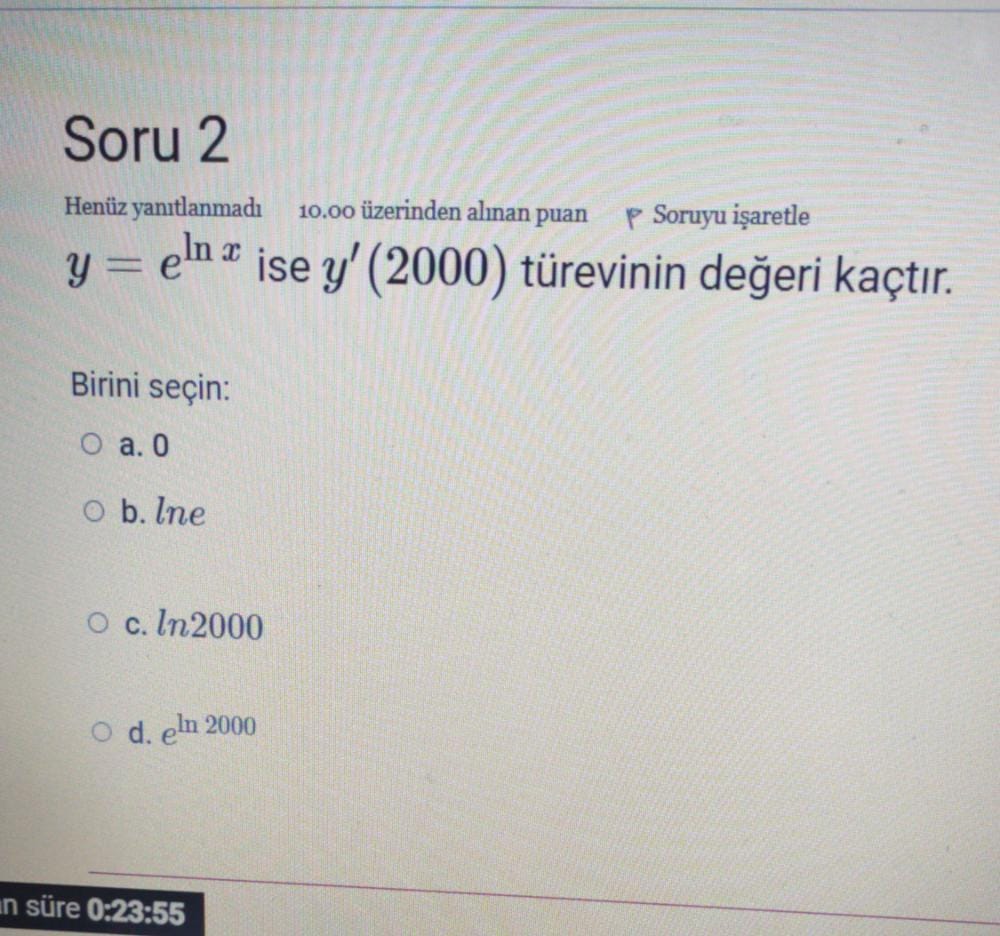 Soru 2
Henüz yanıtlanmadı 10.00 üzerinden alınan puan Soruyu işaretle
y = e^{ln x} ise y′(2000) türevinin değeri kaçtır.
Birini seçin:
a. 0
b. lne
c. ln2000
d. e^{ln 2000}
süre 0:23:55